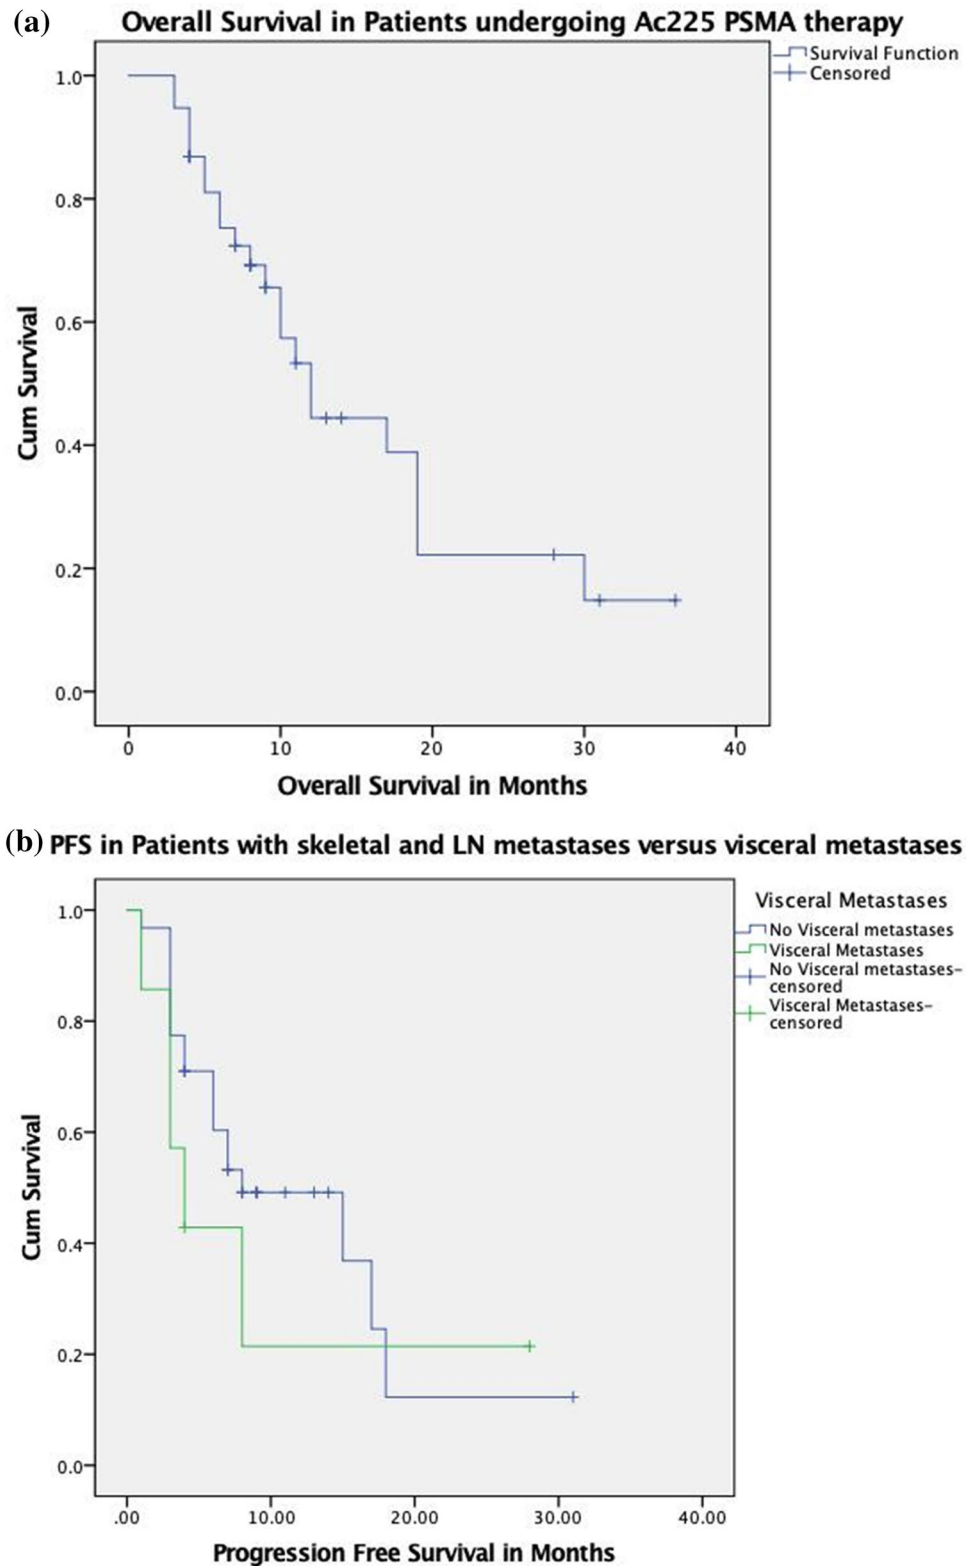 (a)
Overall Survival in Patients undergoing Ac225 PSMA therapy
Survival Function
Censored
1.0
0.8
0.6
0.4
0.2
0.0
Cum Survival
0 10 20 30 40
Overall Survival in Months
(b) PFS in Patients with skeletal and LN metastases versus visceral metastases
Visceral Metastases
No Visceral metastases
Visceral Metastases
No Visceral metastases-
censored
Visceral Metastases-
censored
1.0
0.8
0.6
0.4
0.2
0.0
Cum Survival
.00 10.00 20.00 30.00 40.00
Progression Free Survival in Months